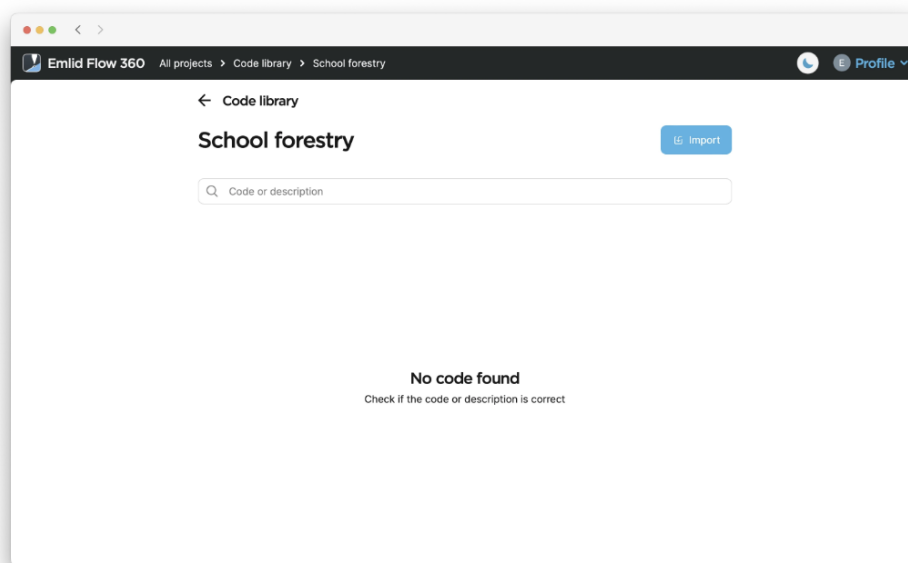 Emlid Flow 360 All projects > Code library > School forestry E Profile
← Code library
School forestry Import
Code or description
No code found
Check if the code or description is correct